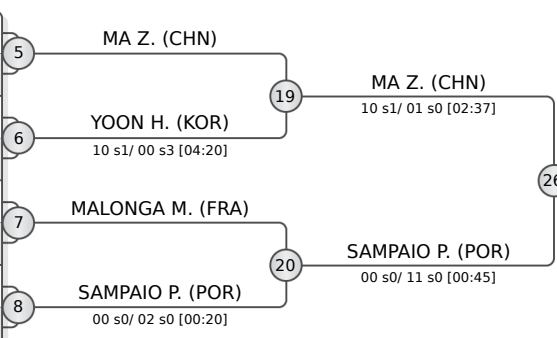 5
MA Z. (CHN)
19
MA Z. (CHN)
10 s1/ 01 s0 [02:37]
6
YOON H. (KOR)
10 s1/ 00 s3 [04:20]
26
7
MALONGA M. (FRA)
20
SAMPAIO P. (POR)
00 s0/ 11 s0 [00:45]
8
SAMPAIO P. (POR)
00 s0/ 02 s0 [00:20]